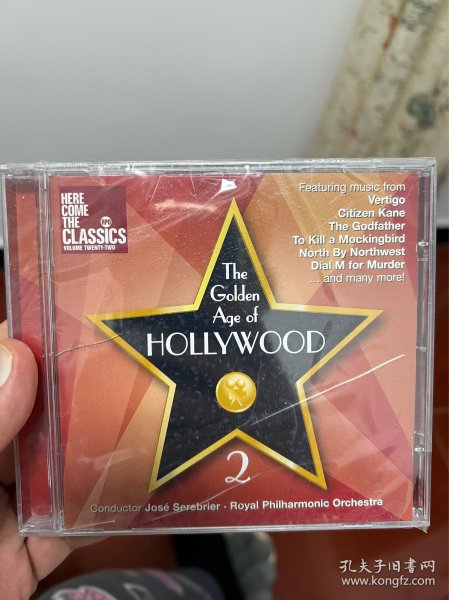 HERE
COME
THE
RPO
CLASSICS
VOLUME TWENTY-TWO
Featuring music from
Vertigo
Citizen Kane
The Godfather
To Kill a Mockingbird
North By Northwest
Dial M for Murder
... and many more!
The
Golden
Age of
HOLLYWOOD
2
Conductor José Serebrier · Royal Philharmonic Orchestra
孔夫子旧书网
www.kongfz.com